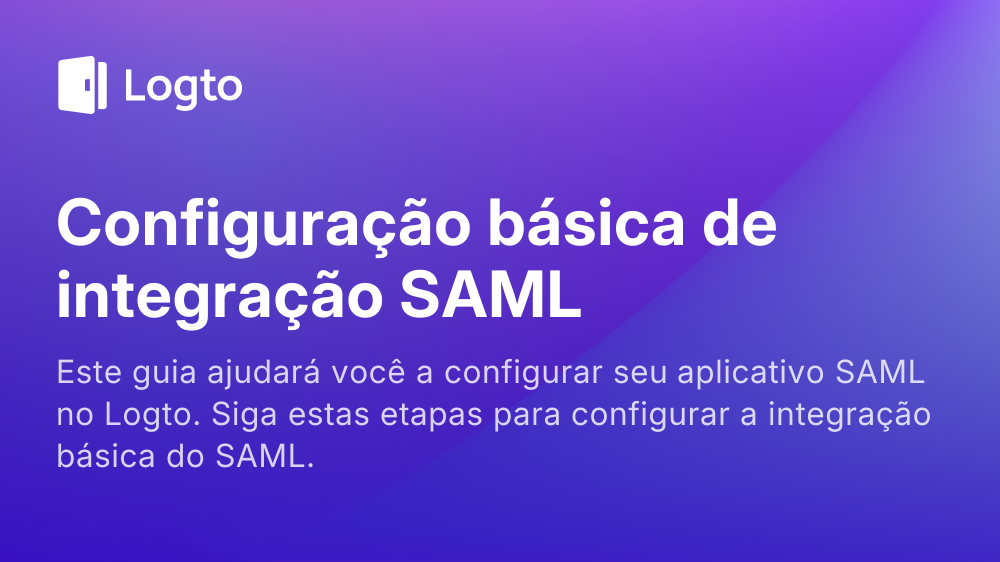 Logto
Configuração básica de
integração SAML
Este guia ajudará você a configurar seu aplicativo SAML
no Logto. Siga estas etapas para configurar a integração
básica do SAML.